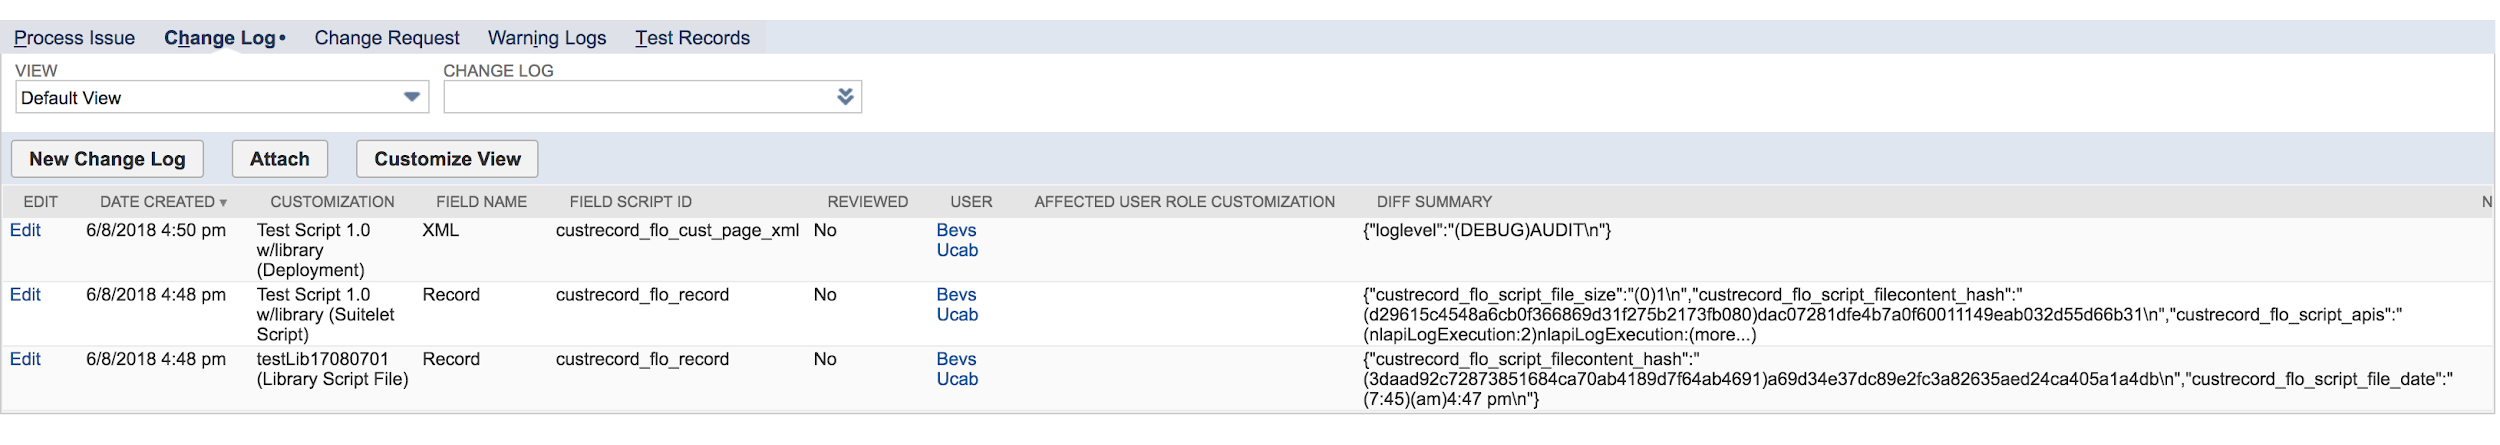 Process Issue Change Log• Change Request Warning Logs Test Records
VIEW CHANGE LOG
Default View
New Change Log Attach Customize View
EDIT DATE CREATED ▼ CUSTOMIZATION FIELD NAME FIELD SCRIPT ID REVIEWED USER AFFECTED USER ROLE CUSTOMIZATION DIFF SUMMARY N
Edit 6/8/2018 4:50 pm Test Script 1.0 XML custrecord_flo_cust_page_xml No Bevs {"loglevel":"(DEBUG)AUDIT\n"}
w/library Ucab
(Deployment)
Edit 6/8/2018 4:48 pm Test Script 1.0 Record custrecord_flo_record No Bevs {"custrecord_flo_script_file_size":"(0)1\n","custrecord_flo_script_filecontent_hash":"
w/library (Suitelet Ucab (d29615c4548a6cb0f366869d31f275b2173fb080)dac07281dfe4b7a0f60011149eab032d55d66b31\n","custrecord_flo_script_apis":"
Script) (nlapiLogExecution:2)nlapiLogExecution:(more...)
Edit 6/8/2018 4:48 pm testLib17080701 Record custrecord_flo_record No Bevs {"custrecord_flo_script_filecontent_hash":"
(Library Script File) Ucab (3daad92c72873851684ca70ab4189d7f64ab4691)a69d34e37dc89e2fc3a82635aed24ca405a1a4db\n","custrecord_flo_script_file_date":"
(7:45)(am)4:47 pm\n"}